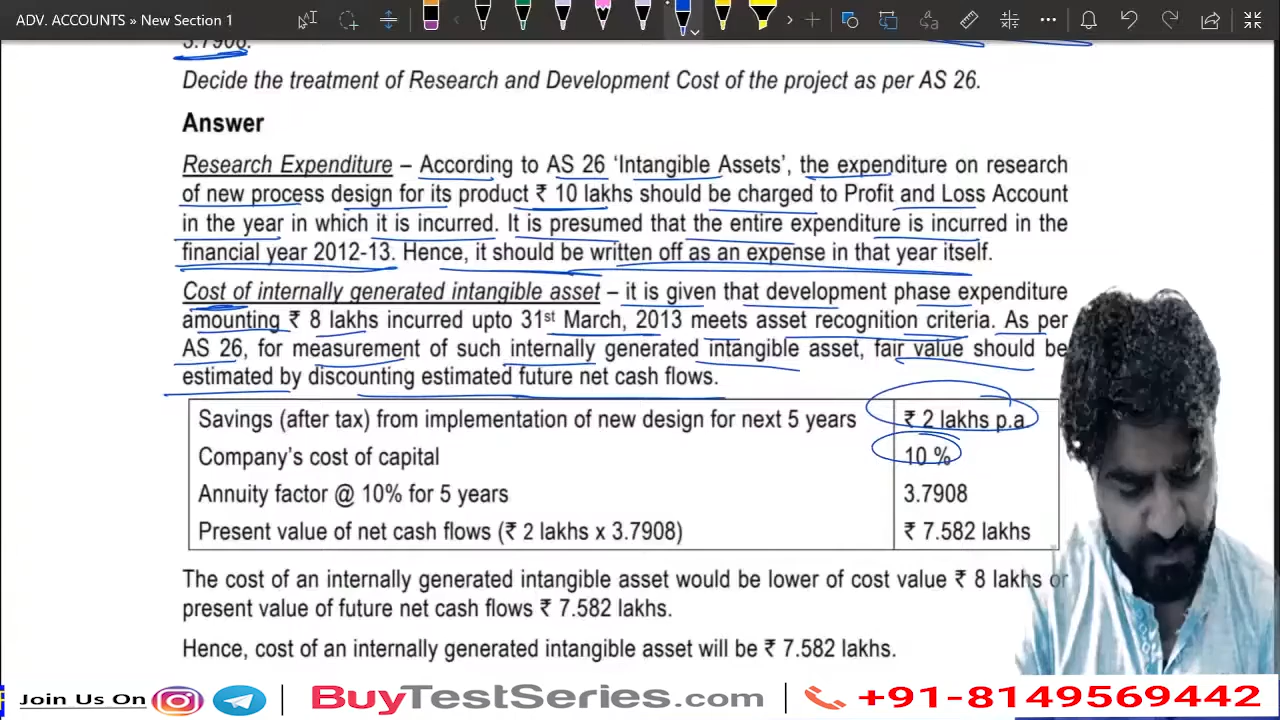 ADV. ACCOUNTS » New Section 1
3.7908.
Decide the treatment of Research and Development Cost of the project as per AS 26.
Answer
Research Expenditure – According to AS 26 ‘Intangible Assets’, the expenditure on research
of new process design for its product ₹ 10 lakhs should be charged to Profit and Loss Account
in the year in which it is incurred. It is presumed that the entire expenditure is incurred in the
financial year 2012-13. Hence, it should be written off as an expense in that year itself.
Cost of internally generated intangible asset – it is given that development phase expenditure
amounting ₹ 8 lakhs incurred upto 31st March, 2013 meets asset recognition criteria. As per
AS 26, for measurement of such internally generated intangible asset, fair value should be
estimated by discounting estimated future net cash flows.
Savings (after tax) from implementation of new design for next 5 years ₹ 2 lakhs p.a
Company’s cost of capital 10 %
Annuity factor @ 10% for 5 years 3.7908
Present value of net cash flows (₹ 2 lakhs x 3.7908) ₹ 7.582 lakhs
The cost of an internally generated intangible asset would be lower of cost value ₹ 8 lakhs or
present value of future net cash flows ₹ 7.582 lakhs.
Hence, cost of an internally generated intangible asset will be ₹ 7.582 lakhs.
Join Us On BuyTestSeries.com +91-8149569442